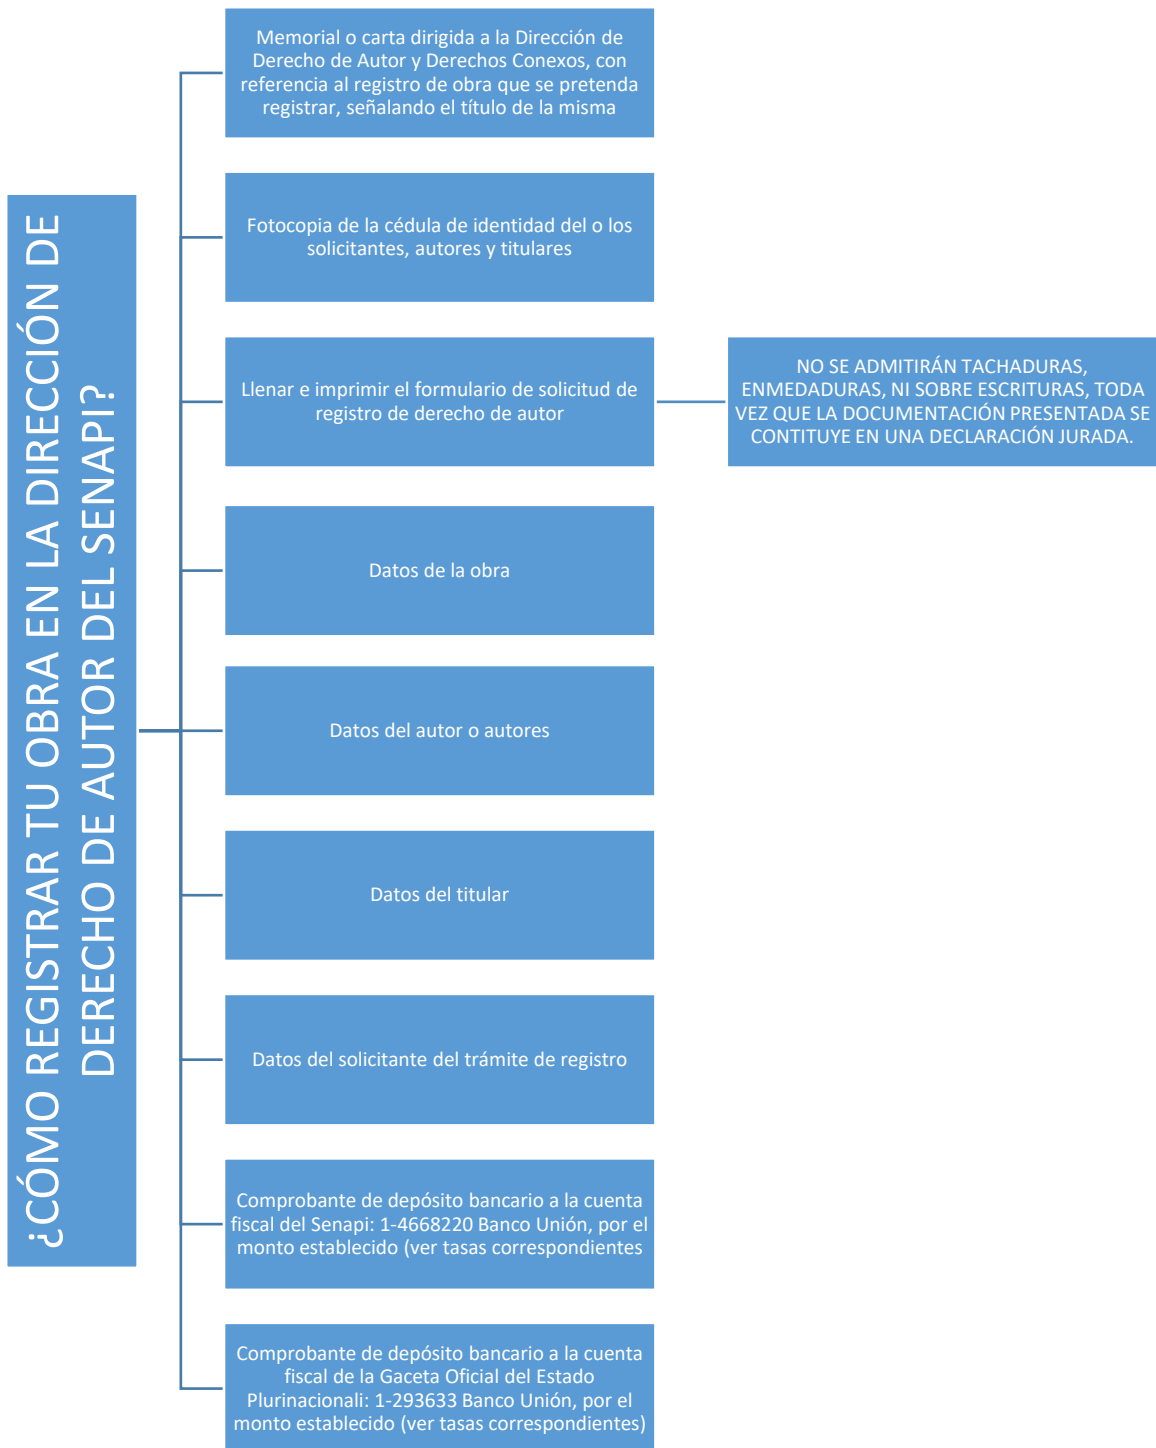 ¿CÓMO REGISTRAR TU OBRA EN LA DIRECCIÓN DE
DERECHO DE AUTOR DEL SENAPI?
Memorial o carta dirigida a la Dirección de
Derecho de Autor y Derechos Conexos, con
referencia al registro de obra que se pretenda
registrar, señalando el título de la misma
Fotocopia de la cédula de identidad del o los
solicitantes, autores y titulares
Llenar e imprimir el formulario de solicitud de
registro de derecho de autor
NO SE ADMITIRÁN TACHADURAS,
ENMEDADURAS, NI SOBRE ESCRITURAS, TODA
VEZ QUE LA DOCUMENTACIÓN PRESENTADA SE
CONTITUYE EN UNA DECLARACIÓN JURADA.
Datos de la obra
Datos del autor o autores
Datos del titular
Datos del solicitante del trámite de registro
Comprobante de depósito bancario a la cuenta
fiscal del Senapi: 1-4668220 Banco Unión, por el
monto establecido (ver tasas correspondientes
Comprobante de depósito bancario a la cuenta
fiscal de la Gaceta Oficial del Estado
Plurinacionali: 1-293633 Banco Unión, por el
monto establecido (ver tasas correspondientes)